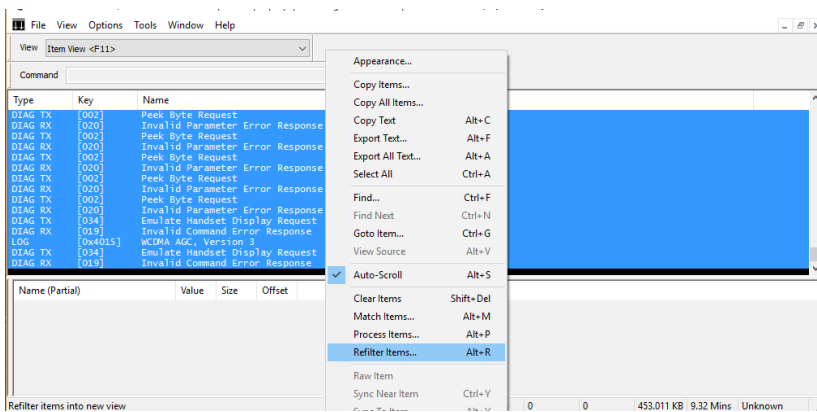 File View Options Tools Window Help
View Item View <F11>
Command
Type Key Name
DIAG TX [002] Peek Byte Request
DIAG RX [020] Invalid Parameter Error Response
DIAG TX [002] Peek Byte Request
DIAG RX [020] Invalid Parameter Error Response
DIAG TX [002] Peek Byte Request
DIAG RX [020] Invalid Parameter Error Response
DIAG TX [002] Peek Byte Request
DIAG RX [020] Invalid Parameter Error Response
DIAG TX [002] Peek Byte Request
DIAG RX [020] Invalid Parameter Error Response
DIAG TX [034] Emulate Handset Display Request
DIAG RX [019] Invalid Command Error Response
LOG [0x4015] WCDMA AGC, Version 3
DIAG TX [034] Emulate Handset Display Request
DIAG RX [019] Invalid Command Error Response
Appearance...
Copy Items...
Copy All Items...
Copy Text Alt+C
Export Text... Alt+F
Export All Text... Alt+A
Select All Ctrl+A
Find... Ctrl+F
Find Next Ctrl+N
Goto Item... Ctrl+G
View Source Alt+V
Auto-Scroll Alt+S
Clear Items Shift+Del
Match Items... Alt+M
Process Items... Alt+P
Refilter Items... Alt+R
Raw Item
Sync Near Item Ctrl+Y
Name (Partial) Value Size Offset
Refilter items into new view 0 0 453.011 KB 9.32 Mins Unknown